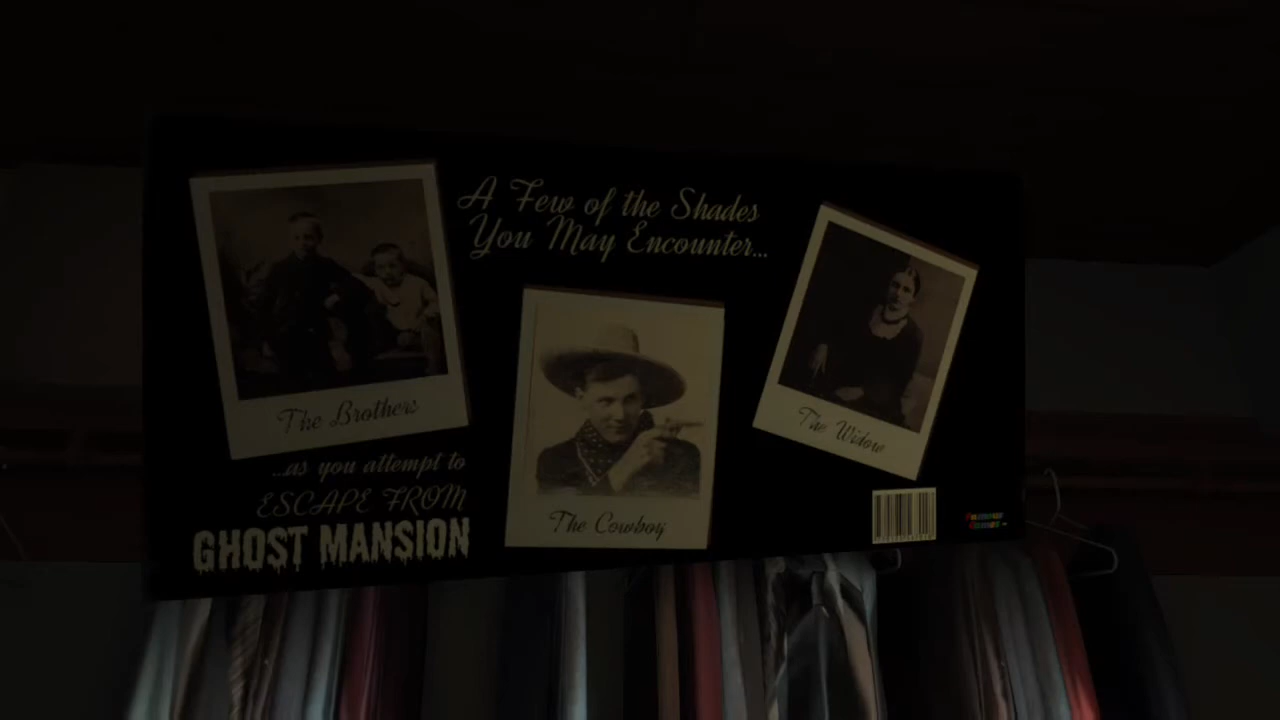 A Few of the Shades
You May Encounter...
The Brothers
The Cowboy
The Widow
...as you attempt to
ESCAPE FROM
GHOST MANSION